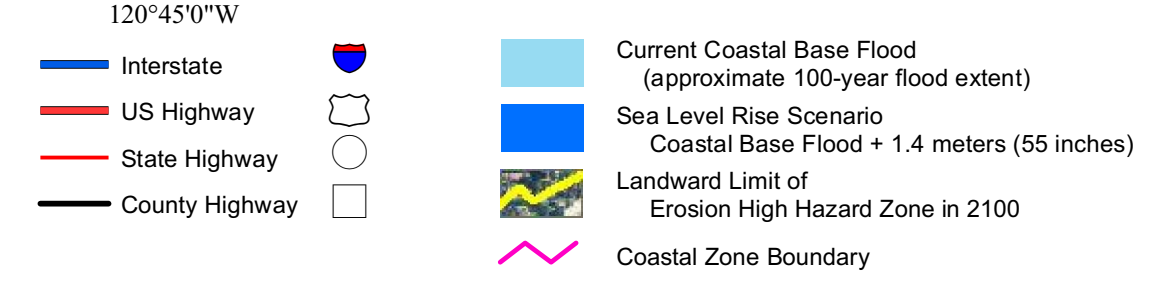 120°45'0"W
Interstate
US Highway
State Highway
County Highway
Current Coastal Base Flood
(approximate 100-year flood extent)
Sea Level Rise Scenario
Coastal Base Flood + 1.4 meters (55 inches)
Landward Limit of
Erosion High Hazard Zone in 2100
Coastal Zone Boundary